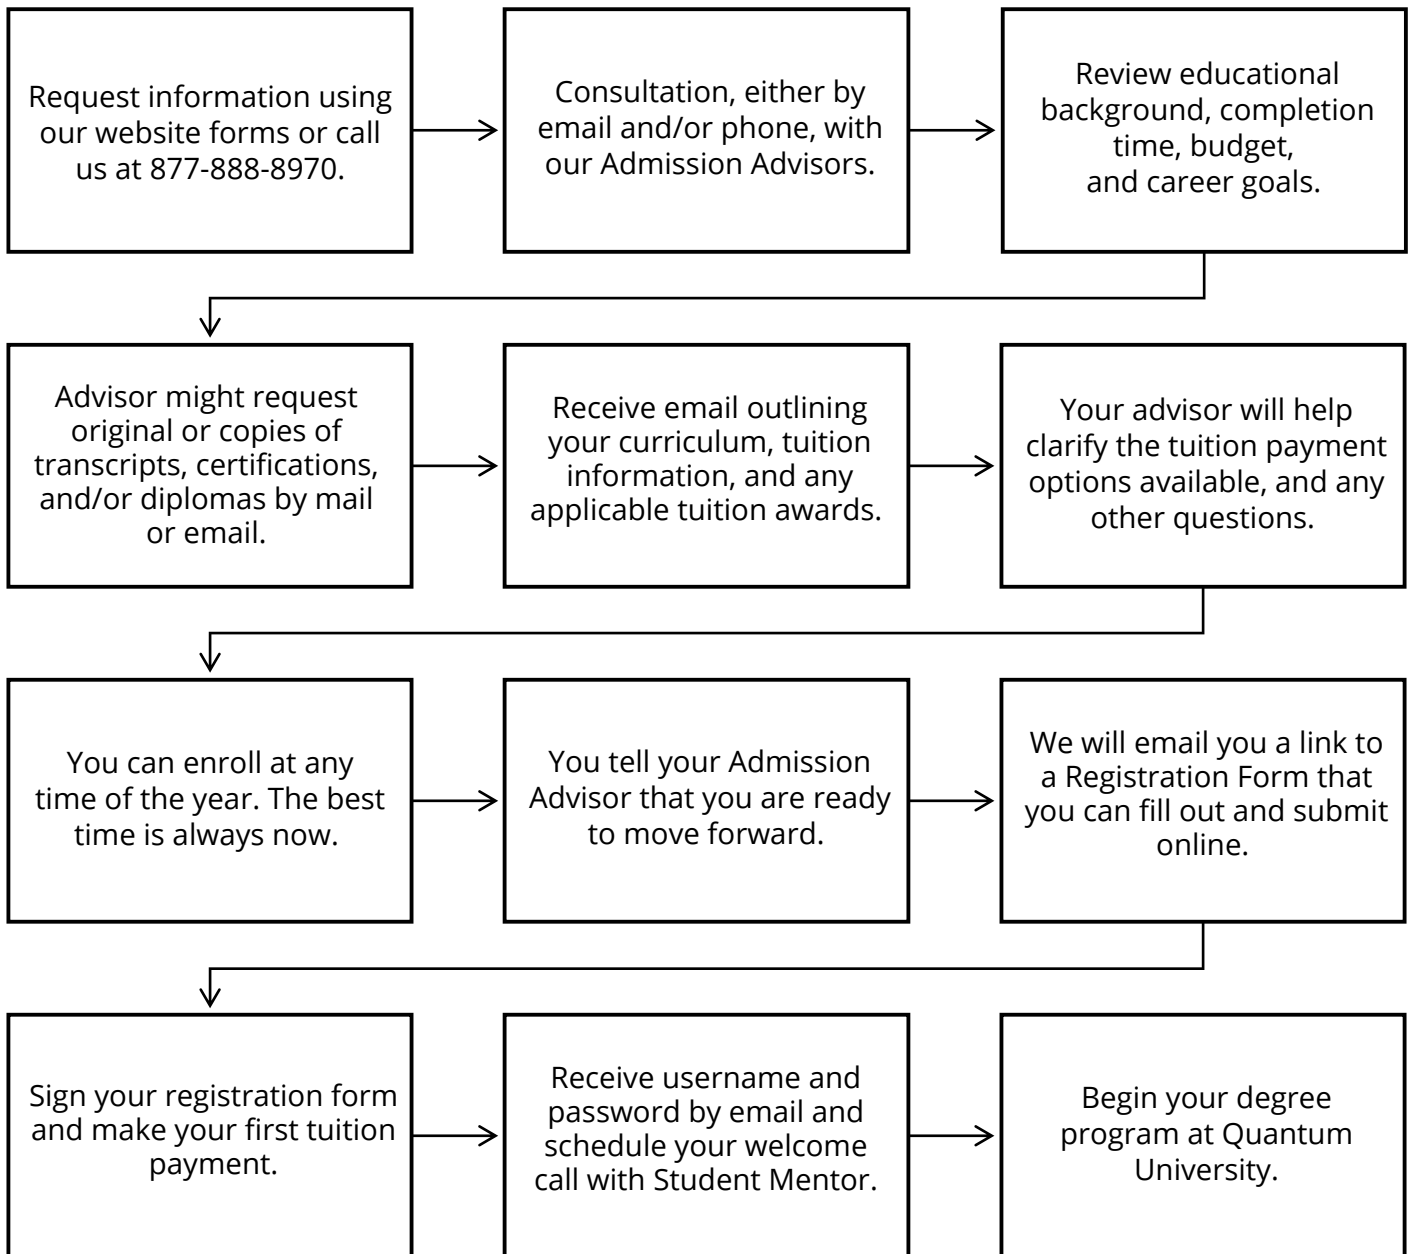 Request information using
our website forms or call
us at 877-888-8970.
Consultation, either by
email and/or phone, with
our Admission Advisors.
Review educational
background, completion
time, budget,
and career goals.
Advisor might request
original or copies of
transcripts, certifications,
and/or diplomas by mail
or email.
Receive email outlining
your curriculum, tuition
information, and any
applicable tuition awards.
Your advisor will help
clarify the tuition payment
options available, and any
other questions.
You can enroll at any
time of the year. The best
time is always now.
You tell your Admission
Advisor that you are ready
to move forward.
We will email you a link to
a Registration Form that
you can fill out and submit
online.
Sign your registration form
and make your first tuition
payment.
Receive username and
password by email and
schedule your welcome
call with Student Mentor.
Begin your degree
program at Quantum
University.